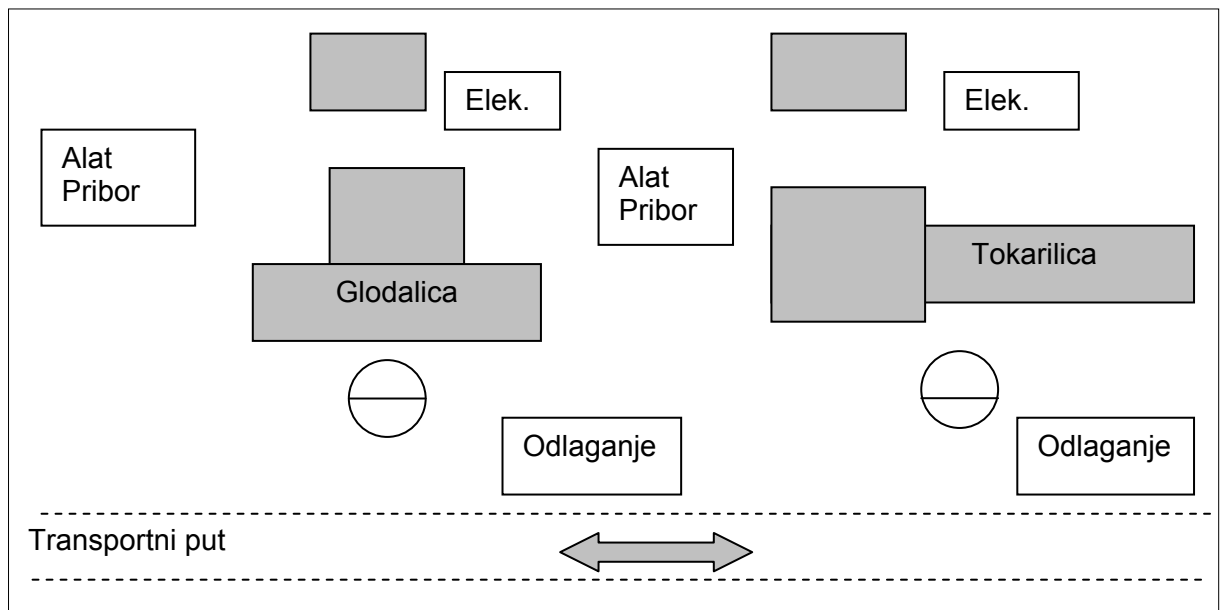 Elek.
Elek.
Alat
Pribor
Alat
Pribor
Glodalica
Tokarilica
Odlaganje
Odlaganje
Transportni put